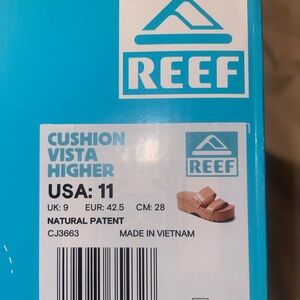 REEF
CUSHION
VISTA
HIGHER
REEF
USA: 11
UK: 9 EUR: 42.5 CM: 28
NATURAL PATENT
CJ3663 MADE IN VIETNAM